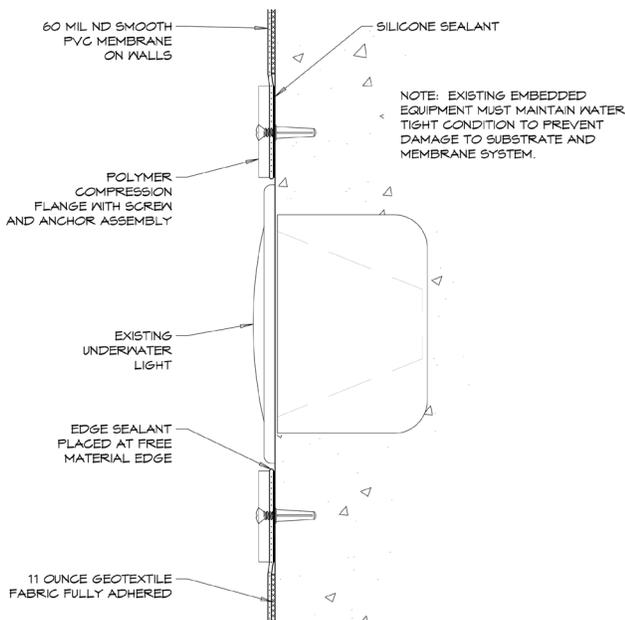 60 MIL ND SMOOTH
PVC MEMBRANE
ON WALLS
SILICONE SEALANT
NOTE: EXISTING EMBEDDED
EQUIPMENT MUST MAINTAIN WATER
TIGHT CONDITION TO PREVENT
DAMAGE TO SUBSTRATE AND
MEMBRANE SYSTEM.
POLYMER
COMPRESSION
FLANGE WITH SCREW
AND ANCHOR ASSEMBLY
EXISTING
UNDERWATER
LIGHT
EDGE SEALANT
PLACED AT FREE
MATERIAL EDGE
11 OUNCE GEOTEXTILE
FABRIC FULLY ADHERED